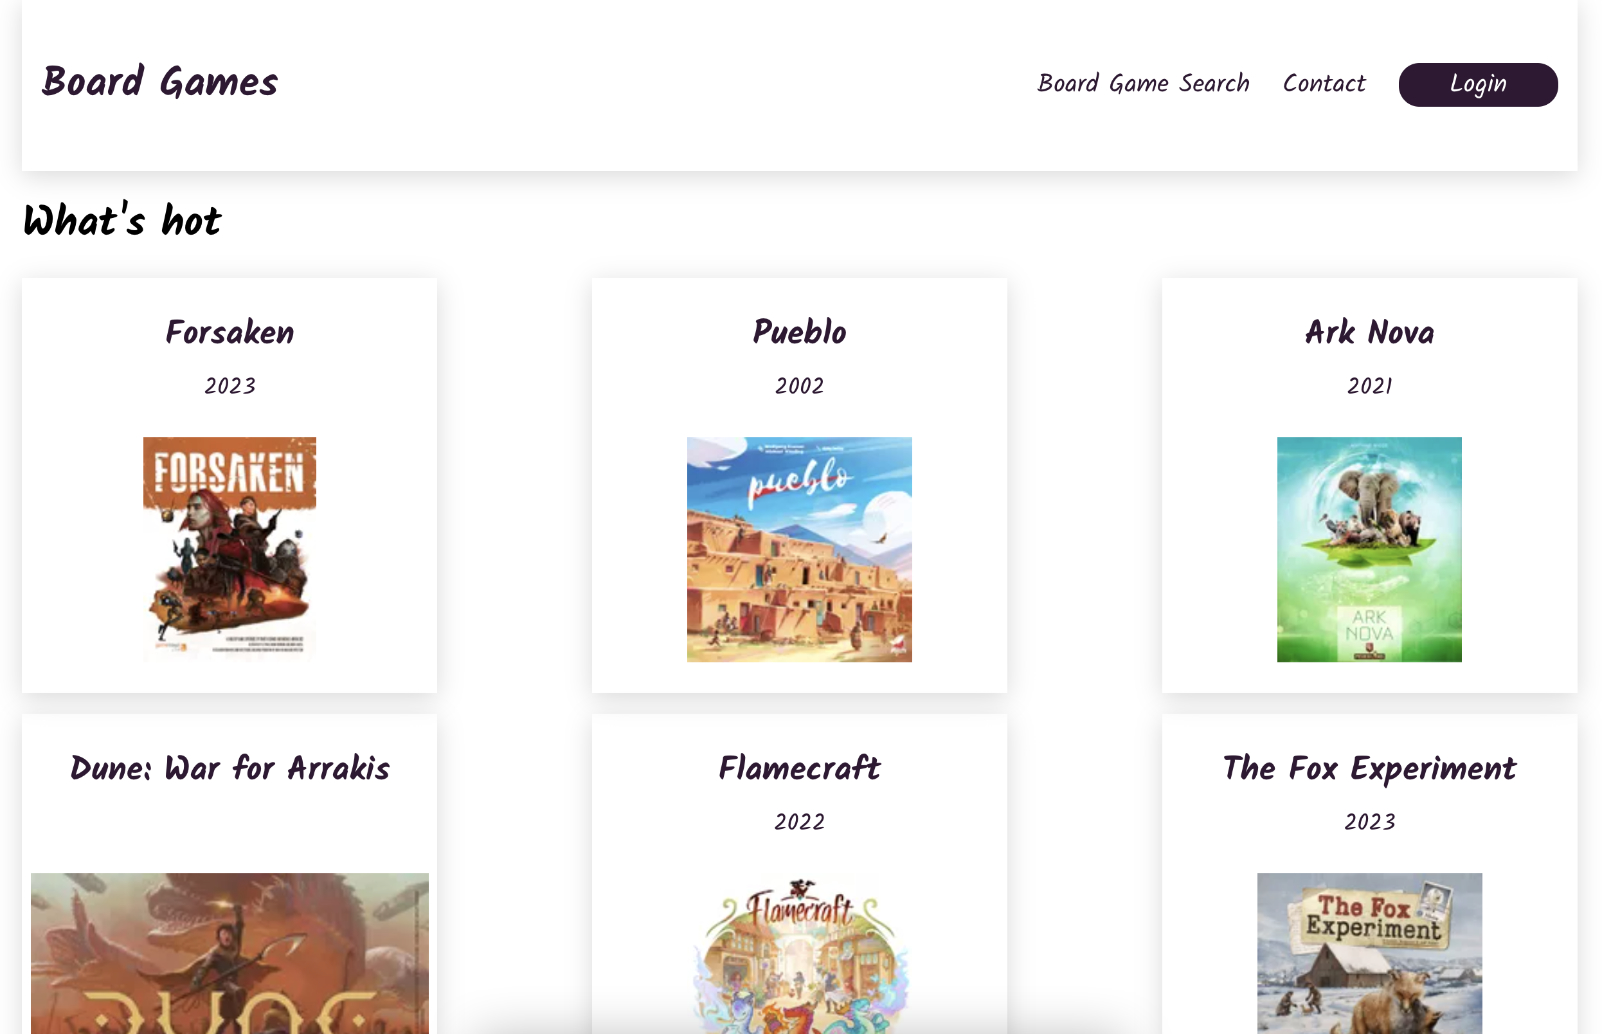 Board Games
Board Game Search
Contact
Login
What's hot
Forsaken
2023
FORSAKEN
Pueblo
2002
pueblo
Ark Nova
2021
ARK
NOVA
Dune: War for Arrakis
DUNE
Flamecraft
2022
Flamecraft
The Fox Experiment
2023
The Fox
Experiment